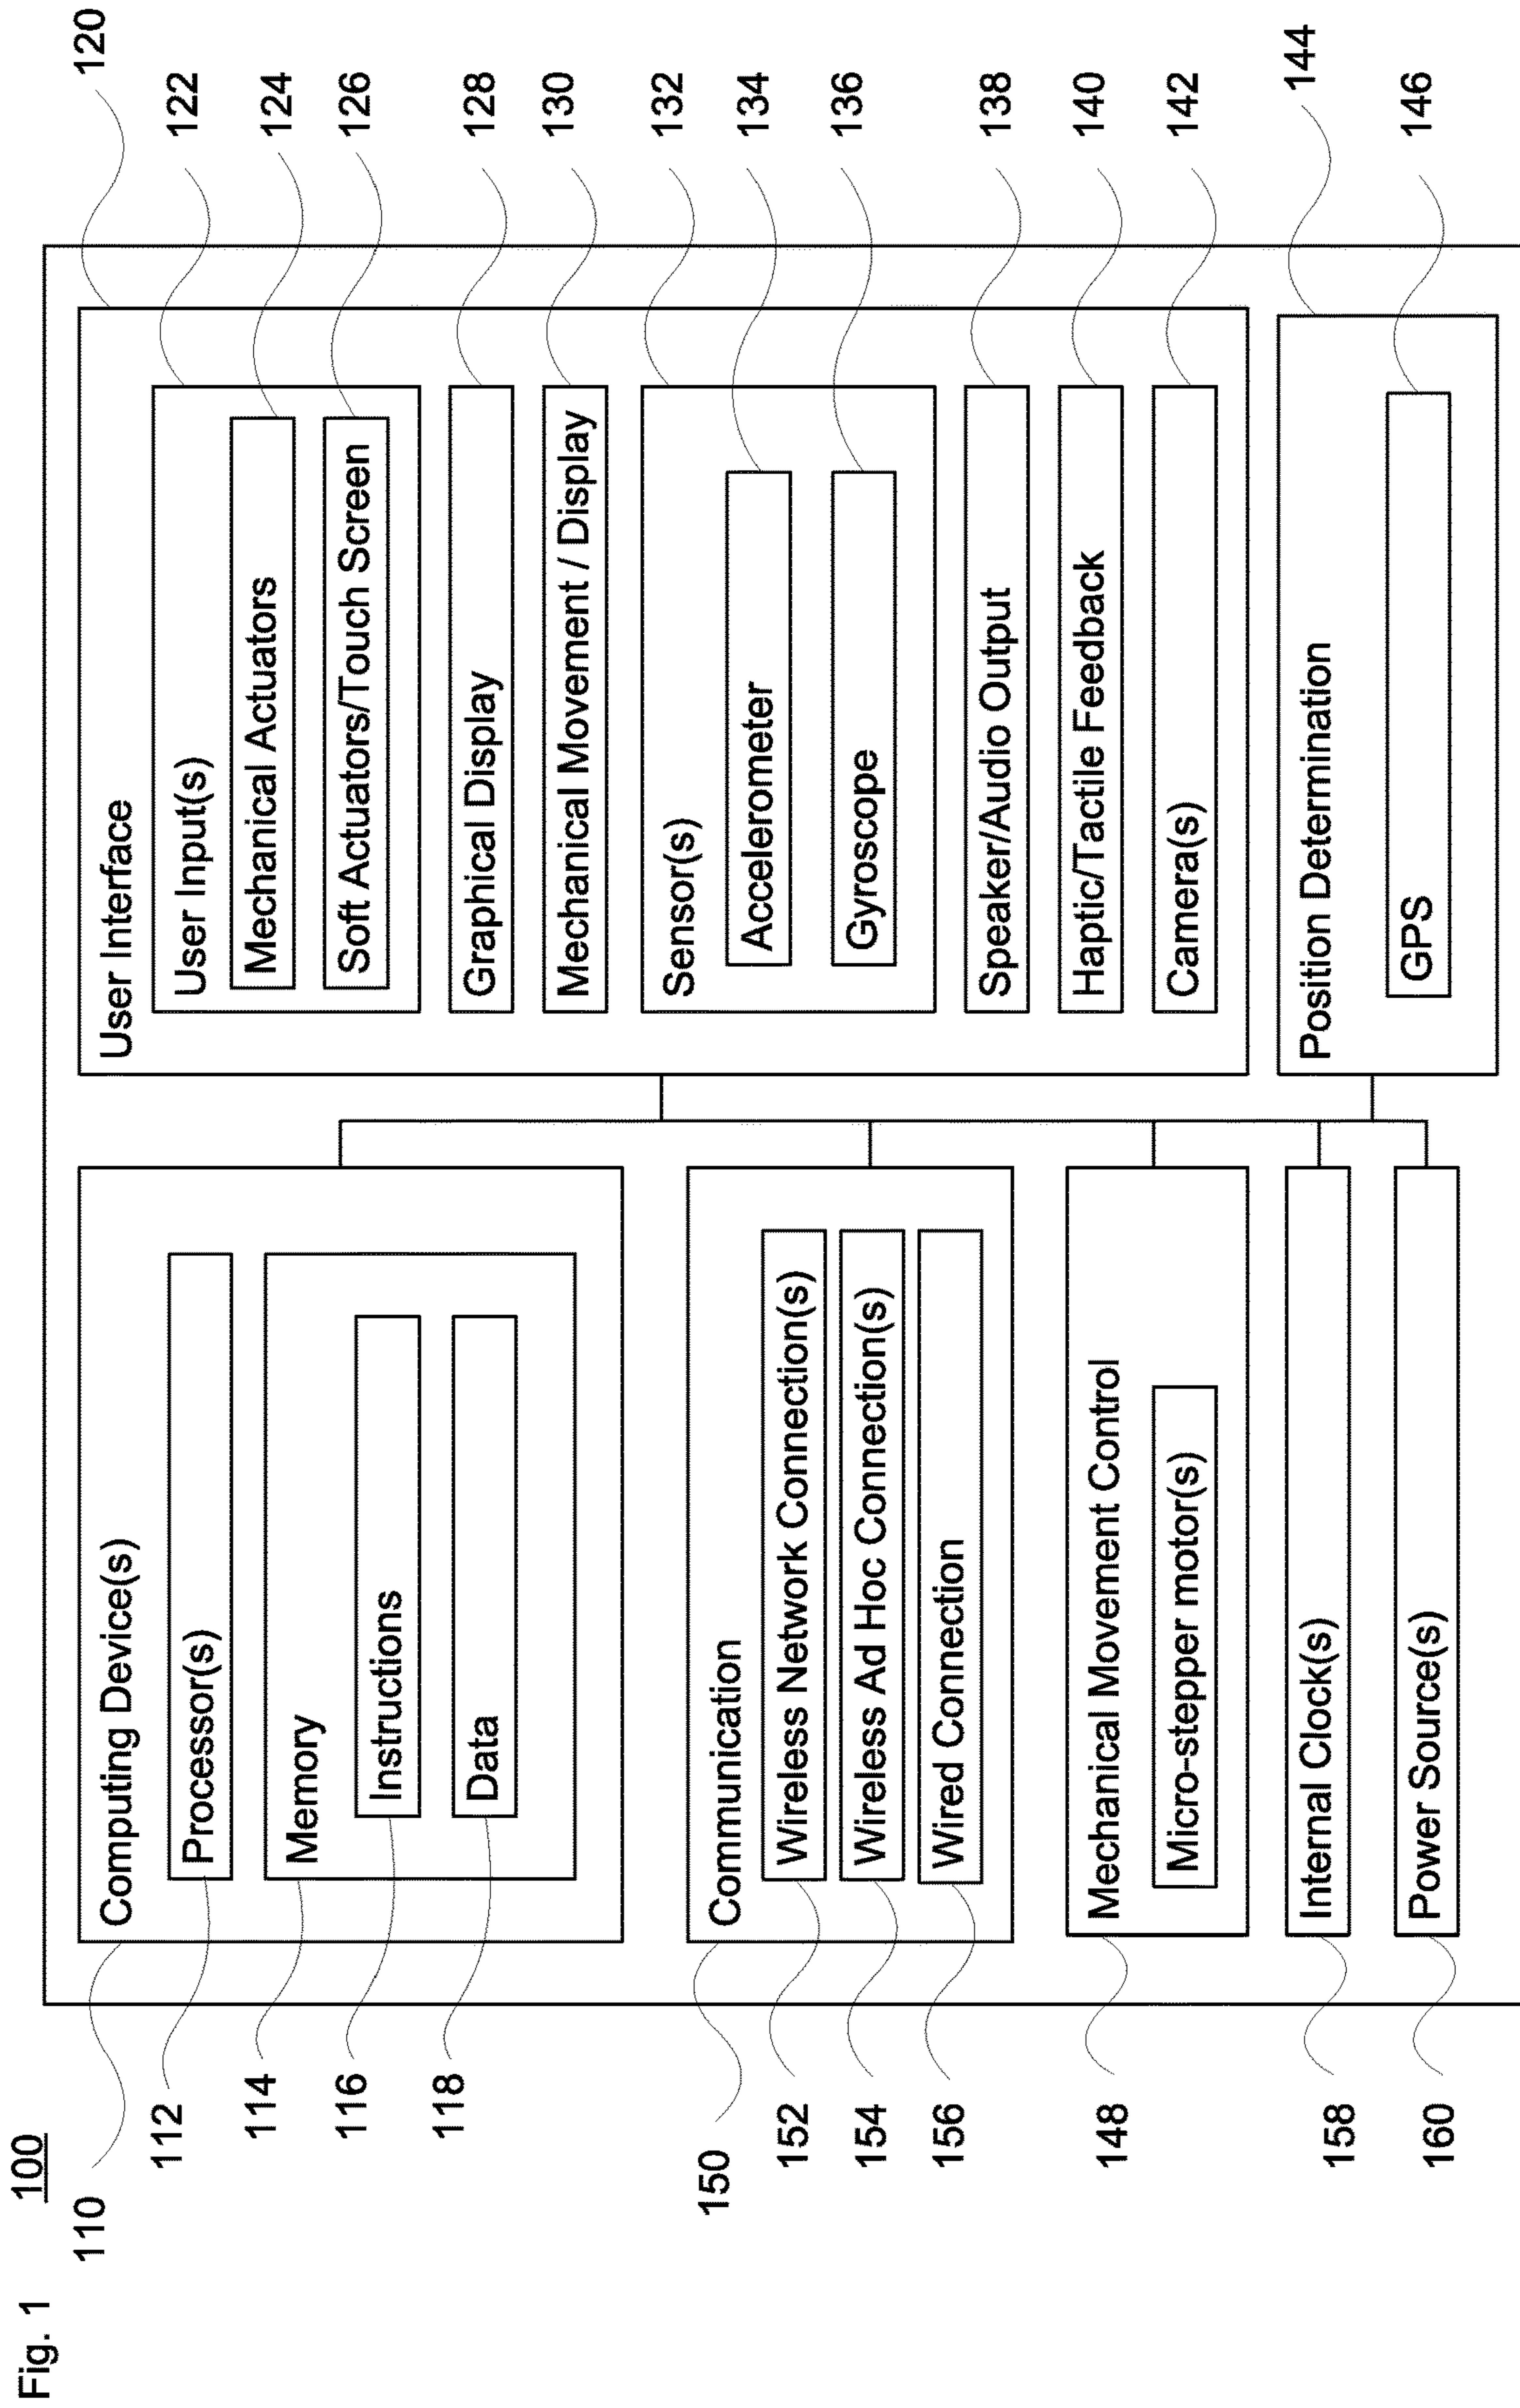 Fig. 1
100
110
112
114
116
118
150
152
154
156
148
158
160
Computing Device(s)
Processor(s)
Memory
Instructions
Data
Communication
Wireless Network Connection(s)
Wireless Ad Hoc Connection(s)
Wired Connection
Mechanical Movement Control
Micro-stepper motor(s)
Internal Clock(s)
Power Source(s)
User Interface
User Input(s)
Mechanical Actuators
Soft Actuators/Touch Screen
Graphical Display
Mechanical Movement / Display
Sensor(s)
Accelerometer
Gyroscope
Speaker/Audio Output
Haptic/Tactile Feedback
Camera(s)
Position Determination
GPS
120
122
124
126
128
130
132
134
136
138
140
142
144
146